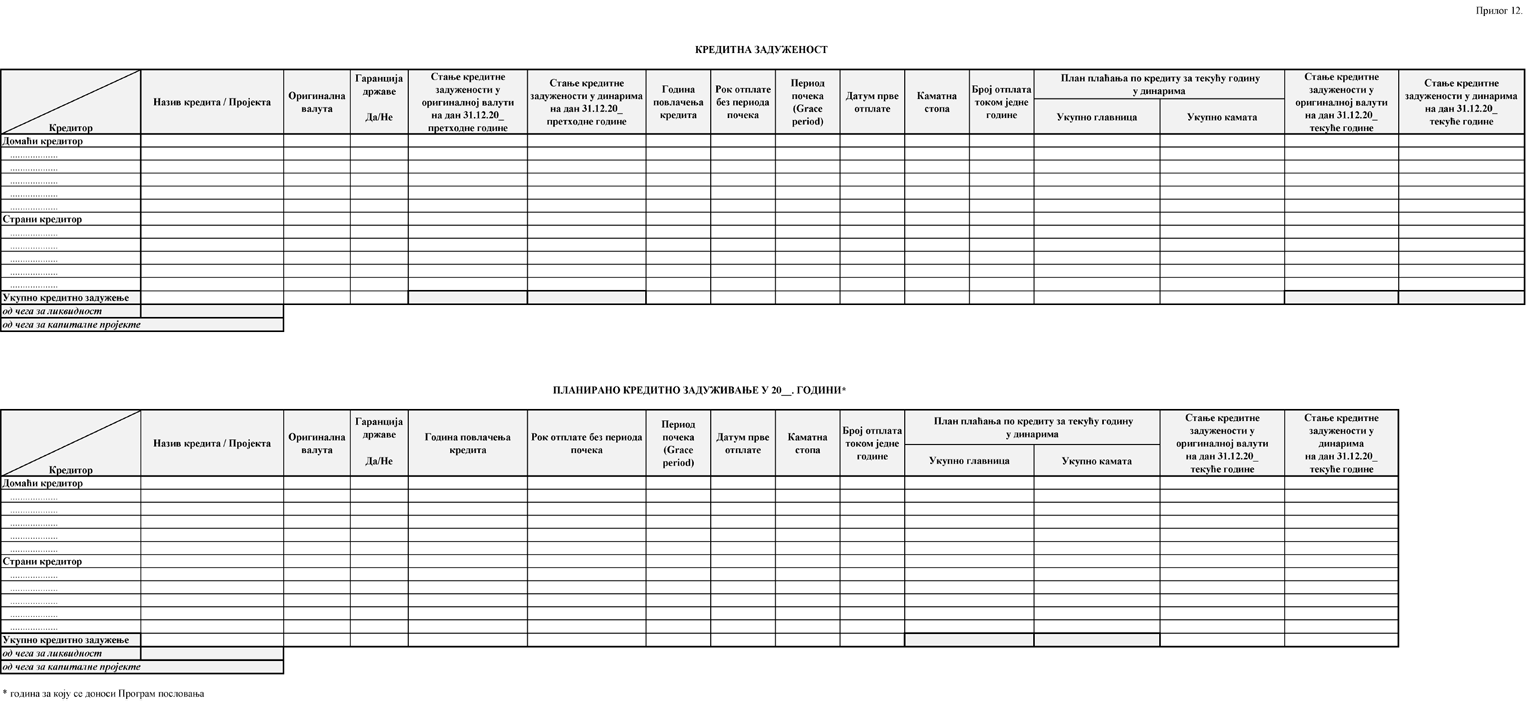 Прилог 12.
КРЕДИТНА ЗАДУЖЕНОСТ
Кредитор
Назив кредита / Пројекта
Оригинална
валута
Гаранција
државе
Да/Не
Стање кредитне
задужености у
оригиналној валути
на дан 31.12.20_
претходне године
Стање кредитне
задужености у динарима
на дан 31.12.20_
претходне године
Година
повлачења
кредита
Рок отплате
без периода
почека
Период
почека
(Grace
period)
Датум прве
отплате
Каматна
стопа
Број отплата
током једне
године
План плаћања по кредиту за текућу годину
у динарима
Укупно главница
Укупно камата
Стање кредитне
задужености у
оригиналној валути
на дан 31.12.20_
текуће године
Стање кредитне
задужености у динарима
на дан 31.12.20_
текуће године
Домаћи кредитор
...................
...................
...................
...................
...................
Страни кредитор
...................
...................
...................
...................
...................
Укупно кредитно задужење
од чега за ликвидност
од чега за капиталне пројекте
ПЛАНИРАНО КРЕДИТНО ЗАДУЖИВАЊЕ У 20__. ГОДИНИ*
Кредитор
Назив кредита / Пројекта
Оригинална
валута
Гаранција
државе
Да/Не
Година повлачења
кредита
Рок отплате без периода
почека
Период
почека
(Grace
period)
Датум прве
отплате
Каматна
стопа
Број отплата
током једне
године
План плаћања по кредиту за текућу годину
у динарима
Укупно главница
Укупно камата
Стање кредитне
задужености у
оригиналној валути
на дан 31.12.20_
текуће године
Стање кредитне
задужености у
динарима
на дан 31.12.20_
текуће године
Домаћи кредитор
...................
...................
...................
...................
...................
Страни кредитор
...................
...................
...................
...................
...................
Укупно кредитно задужење
од чега за ликвидност
од чега за капиталне пројекте
* година за коју се доноси Програм пословања